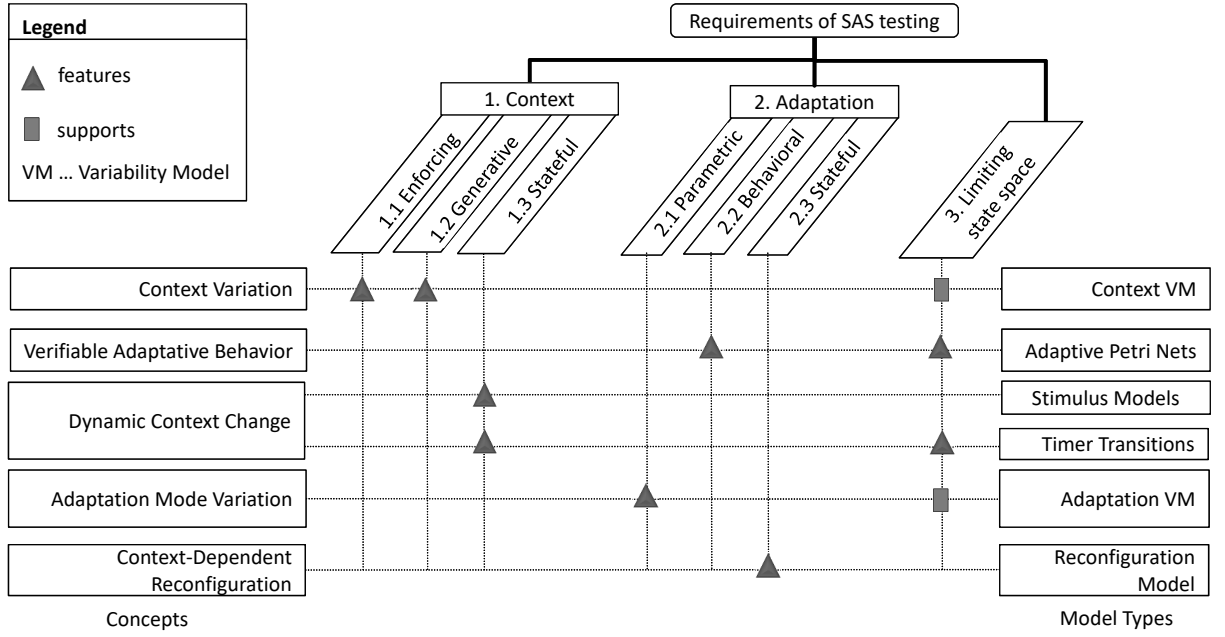 Requirements of SAS testing
Legend
features
supports
VM ... Variability Model
1. Context
2. Adaptation
1.1 Enforcing
1.2 Generative
1.3 Stateful
2.1 Parametric
2.2 Behavioral
2.3 Stateful
3. Limiting
state space
Context Variation
Context VM
Verifiable Adaptative Behavior
Adaptive Petri Nets
Dynamic Context Change
Stimulus Models
Timer Transitions
Adaptation Mode Variation
Adaptation VM
Context-Dependent
Reconfiguration
Reconfiguration
Model
Concepts
Model Types